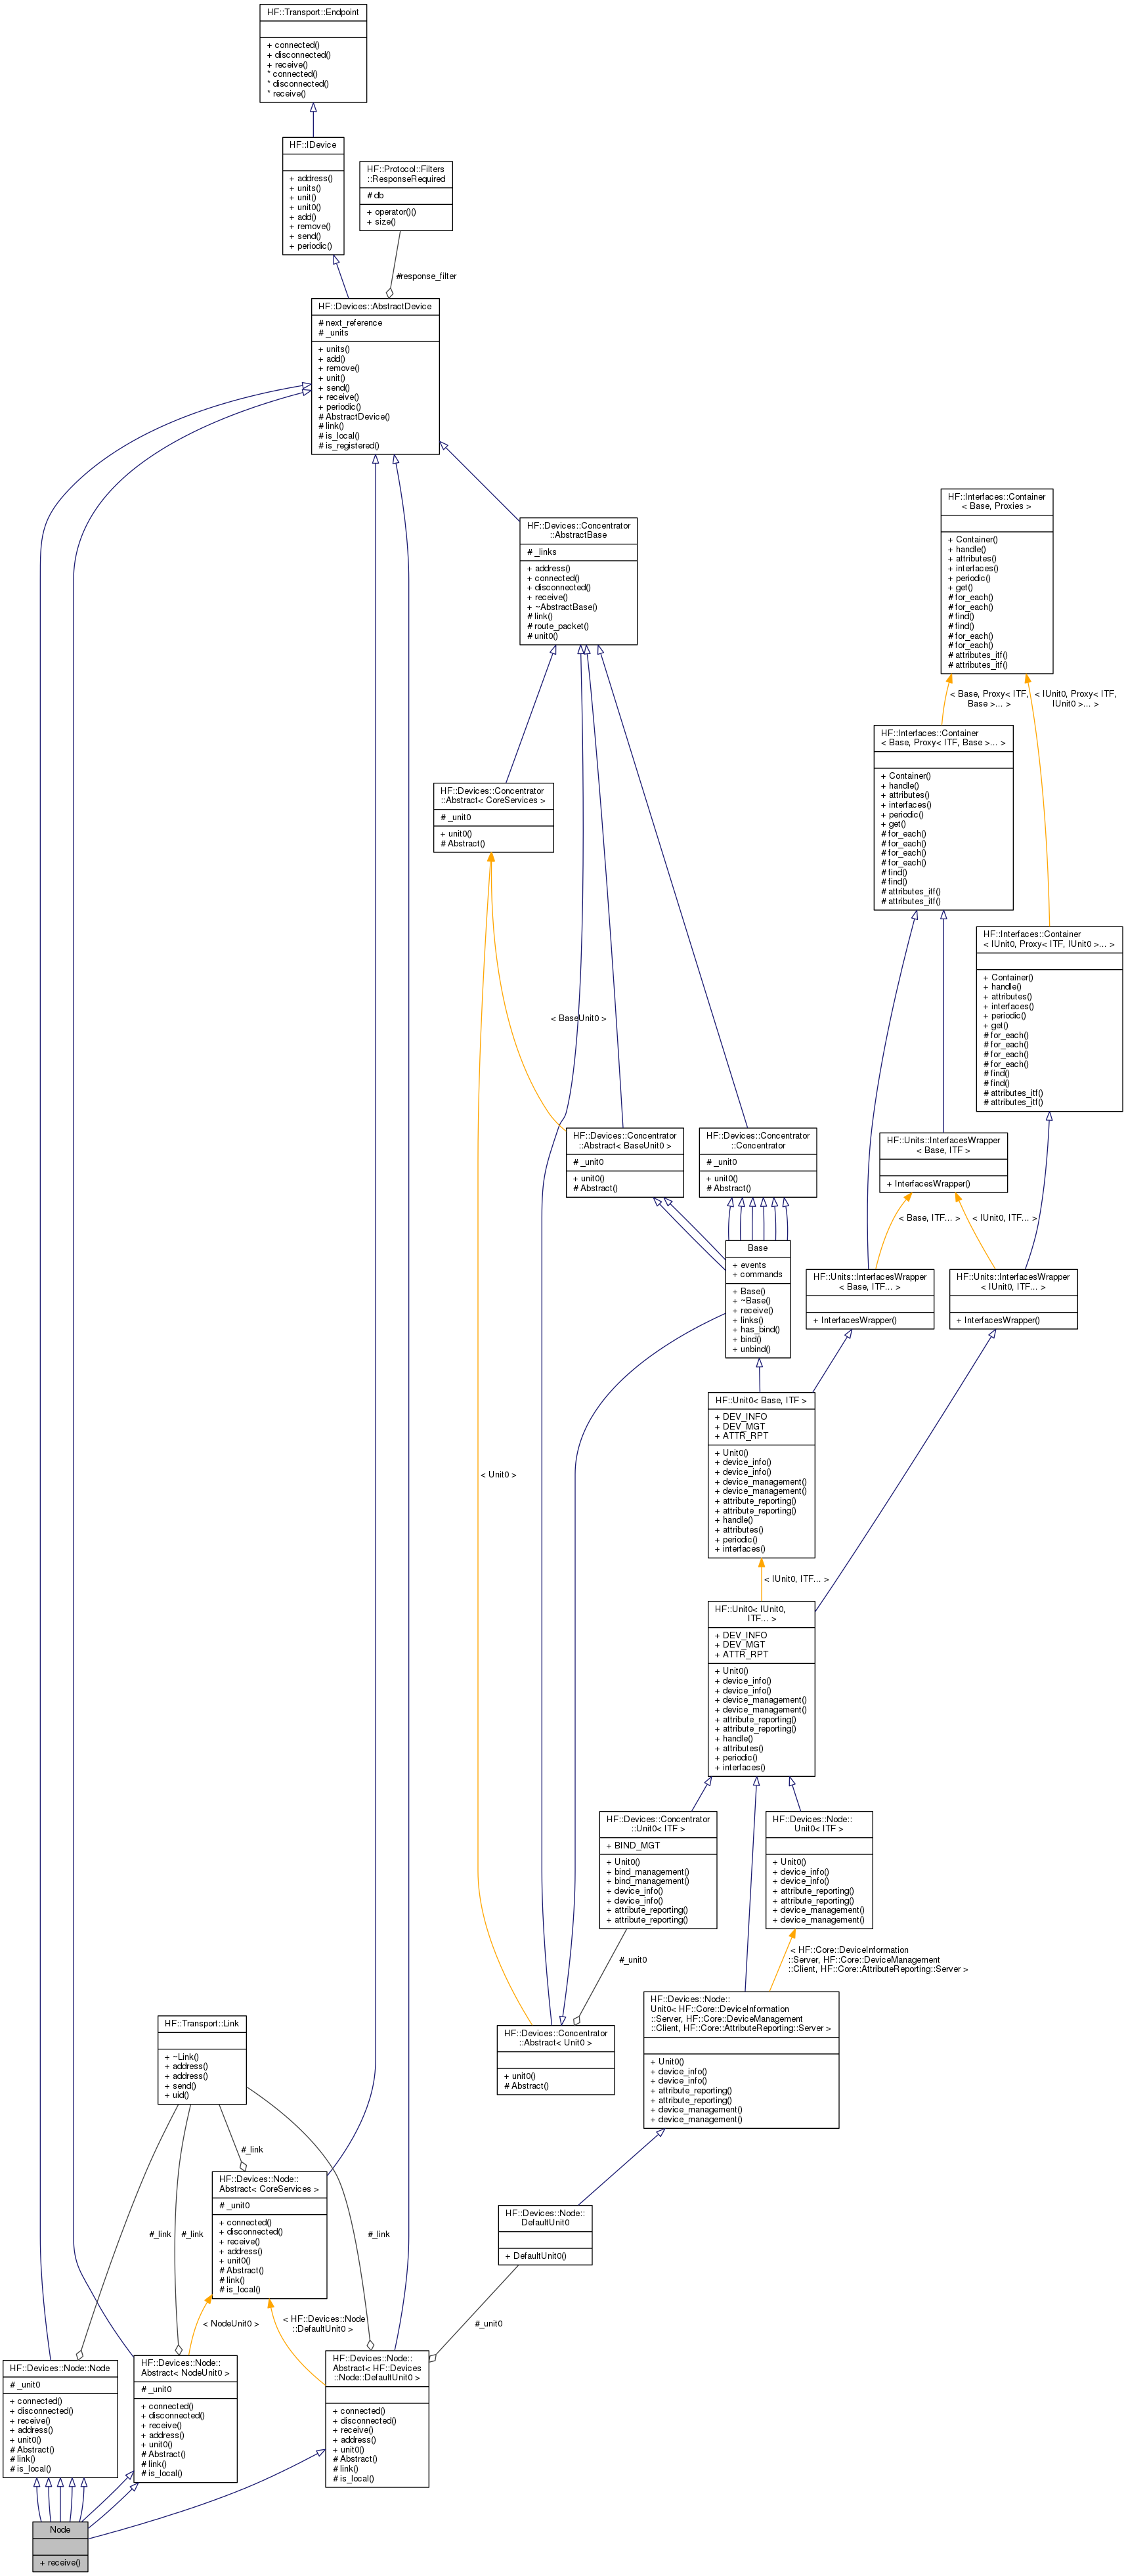 HF::Transport::Endpoint
+ connected()
+ disconnected()
+ receive()
* connected()
* disconnected()
* receive()
HF::IDevice
+ address()
+ units()
+ unit()
+ unit0()
+ add()
+ remove()
+ send()
+ periodic()
HF::Protocol::Filters
::ResponseRequired
# db
+ operator()()
+ size()
#response_filter
HF::Devices::AbstractDevice
# next_reference
# _units
+ units()
+ add()
+ remove()
+ unit()
+ send()
+ receive()
+ periodic()
# AbstractDevice()
# link()
# is_local()
# is_registered()
HF::Devices::Concentrator
::AbstractBase
# _links
+ address()
+ connected()
+ disconnected()
+ receive()
+ ~AbstractBase()
# link()
# route_packet()
# unit0()
HF::Interfaces::Container
< Base, Proxies >
+ Container()
+ handle()
+ attributes()
+ interfaces()
+ periodic()
+ get()
# for_each()
# for_each()
# find()
# find()
# for_each()
# for_each()
# attributes_itf()
# attributes_itf()
< Base, Proxy< ITF,
Base >... >
< IUnit0, Proxy< ITF,
IUnit0 >... >
HF::Interfaces::Container
< Base, Proxy< ITF, Base >... >
+ Container()
+ handle()
+ attributes()
+ interfaces()
+ periodic()
+ get()
# for_each()
# for_each()
# for_each()
# for_each()
# find()
# find()
# attributes_itf()
# attributes_itf()
HF::Devices::Concentrator
::Abstract< CoreServices >
# _unit0
+ unit0()
# Abstract()
HF::Interfaces::Container
< IUnit0, Proxy< ITF, IUnit0 >... >
+ Container()
+ handle()
+ attributes()
+ interfaces()
+ periodic()
+ get()
# for_each()
# for_each()
# for_each()
# for_each()
# find()
# find()
# attributes_itf()
# attributes_itf()
< BaseUnit0 >
HF::Devices::Concentrator
::Abstract< BaseUnit0 >
# _unit0
+ unit0()
# Abstract()
HF::Devices::Concentrator
::Concentrator
# _unit0
+ unit0()
# Abstract()
HF::Units::InterfacesWrapper
< Base, ITF >
+ InterfacesWrapper()
< Base, ITF... >
< IUnit0, ITF... >
Base
+ events
+ commands
+ Base()
+ ~Base()
+ receive()
+ links()
+ has_bind()
+ bind()
+ unbind()
HF::Units::InterfacesWrapper
< Base, ITF... >
+ InterfacesWrapper()
HF::Units::InterfacesWrapper
< IUnit0, ITF... >
+ InterfacesWrapper()
HF::Unit0< Base, ITF >
+ DEV_INFO
+ DEV_MGT
+ ATTR_RPT
+ Unit0()
+ device_info()
+ device_info()
+ device_management()
+ device_management()
+ attribute_reporting()
+ attribute_reporting()
+ handle()
+ attributes()
+ periodic()
+ interfaces()
< Unit0 >
< IUnit0, ITF... >
HF::Unit0< IUnit0,
ITF... >
+ DEV_INFO
+ DEV_MGT
+ ATTR_RPT
+ Unit0()
+ device_info()
+ device_info()
+ device_management()
+ device_management()
+ attribute_reporting()
+ attribute_reporting()
+ handle()
+ attributes()
+ periodic()
+ interfaces()
HF::Devices::Concentrator
::Unit0< ITF >
+ BIND_MGT
+ Unit0()
+ bind_management()
+ bind_management()
+ device_info()
+ device_info()
+ attribute_reporting()
+ attribute_reporting()
HF::Devices::Node::
Unit0< ITF >
+ Unit0()
+ device_info()
+ device_info()
+ attribute_reporting()
+ attribute_reporting()
+ device_management()
+ device_management()
#_unit0
< HF::Core::DeviceInformation
::Server, HF::Core::DeviceManagement
::Client, HF::Core::AttributeReporting::Server >
HF::Devices::Node::
Unit0< HF::Core::DeviceInformation
::Server, HF::Core::DeviceManagement
::Client, HF::Core::AttributeReporting::Server >
+ Unit0()
+ device_info()
+ device_info()
+ attribute_reporting()
+ attribute_reporting()
+ device_management()
+ device_management()
HF::Transport::Link
+ ~Link()
+ address()
+ address()
+ send()
+ uid()
HF::Devices::Concentrator
::Abstract< Unit0 >
+ unit0()
# Abstract()
#_link
HF::Devices::Node::
Abstract< CoreServices >
# _unit0
+ connected()
+ disconnected()
+ receive()
+ address()
+ unit0()
# Abstract()
# link()
# is_local()
HF::Devices::Node::
DefaultUnit0
+ DefaultUnit0()
#_link
#_link
#_link
< NodeUnit0 >
< HF::Devices::Node
::DefaultUnit0 >
#_unit0
HF::Devices::Node::Node
# _unit0
+ connected()
+ disconnected()
+ receive()
+ address()
+ unit0()
# Abstract()
# link()
# is_local()
HF::Devices::Node::
Abstract< NodeUnit0 >
# _unit0
+ connected()
+ disconnected()
+ receive()
+ address()
+ unit0()
# Abstract()
# link()
# is_local()
HF::Devices::Node::
Abstract< HF::Devices
::Node::DefaultUnit0 >
+ connected()
+ disconnected()
+ receive()
+ address()
+ unit0()
# Abstract()
# link()
# is_local()
Node
+ receive()